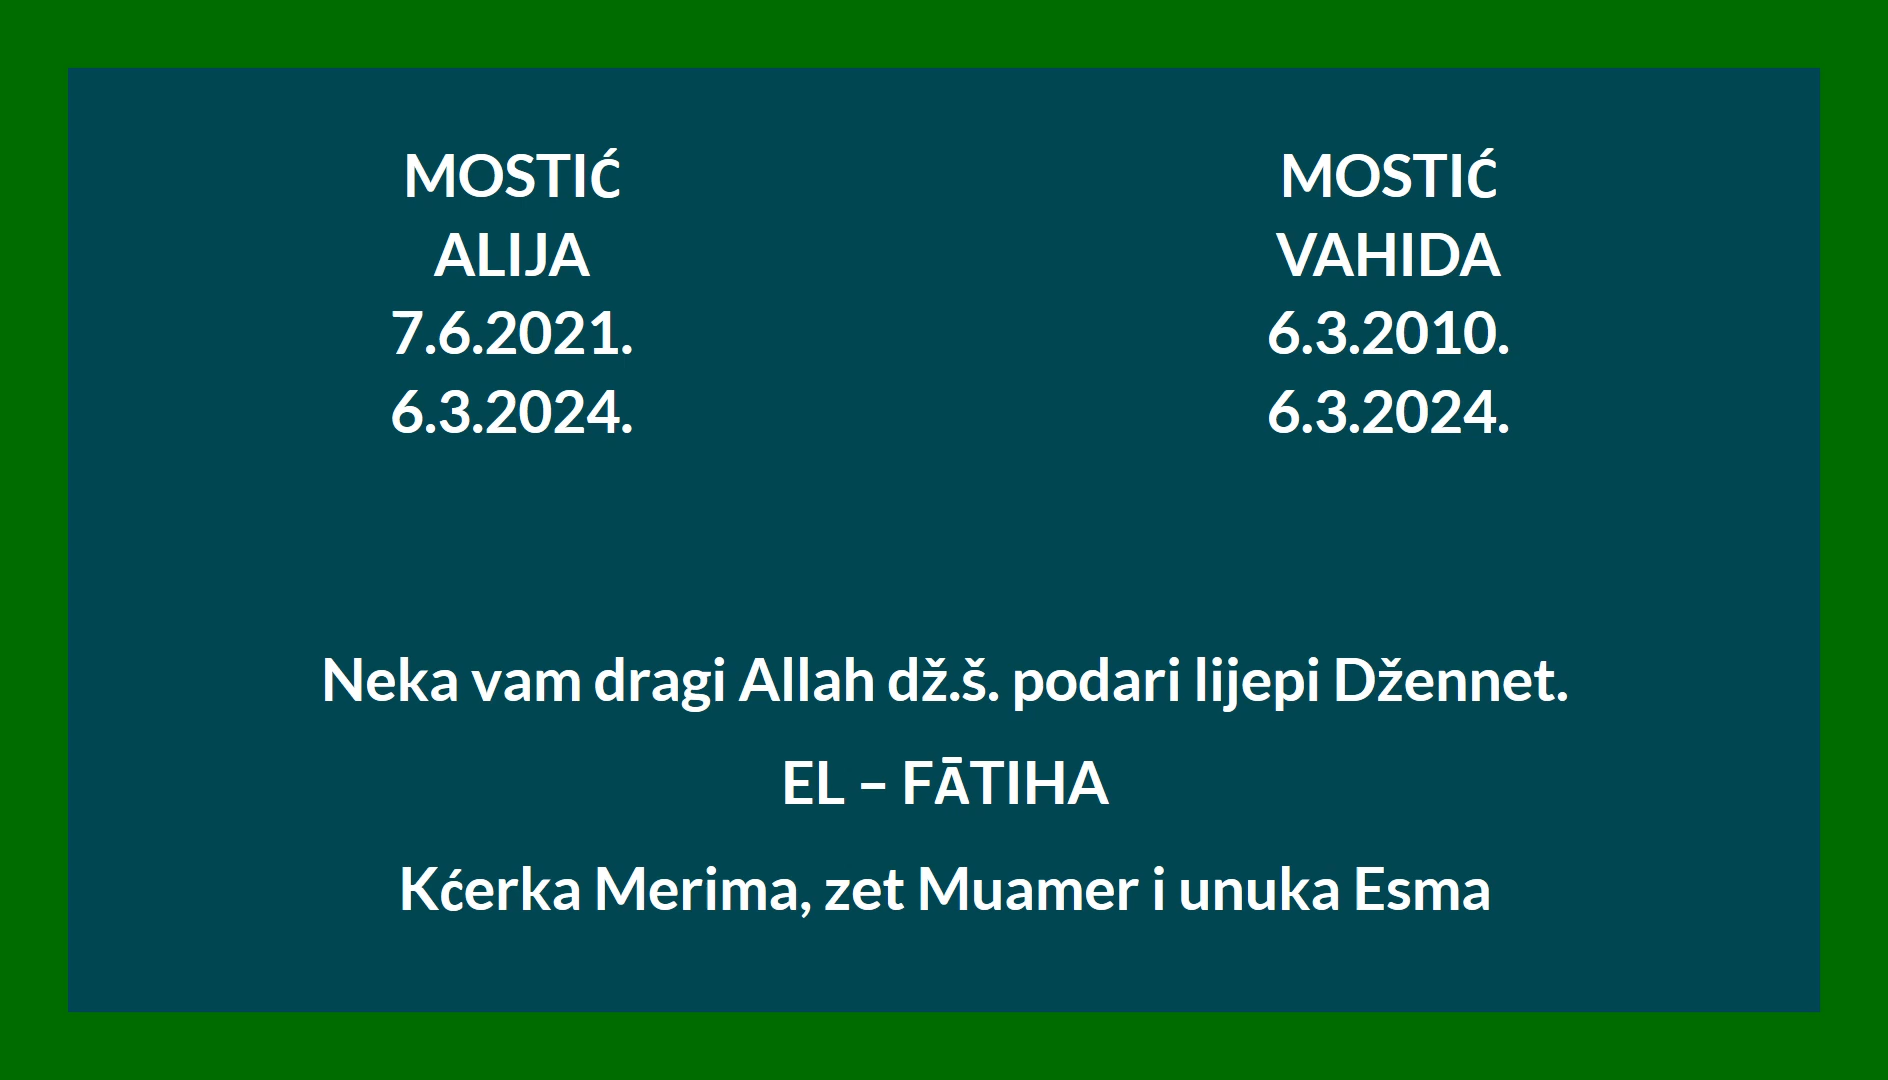 MOSTIĆ
ALIJA
7.6.2021.
6.3.2024.
MOSTIĆ
VAHIDA
6.3.2010.
6.3.2024.
Neka vam dragi Allah dž.š. podari lijepi Džennet.
EL – FĀTIHA
Kćerka Merima, zet Muamer i unuka Esma